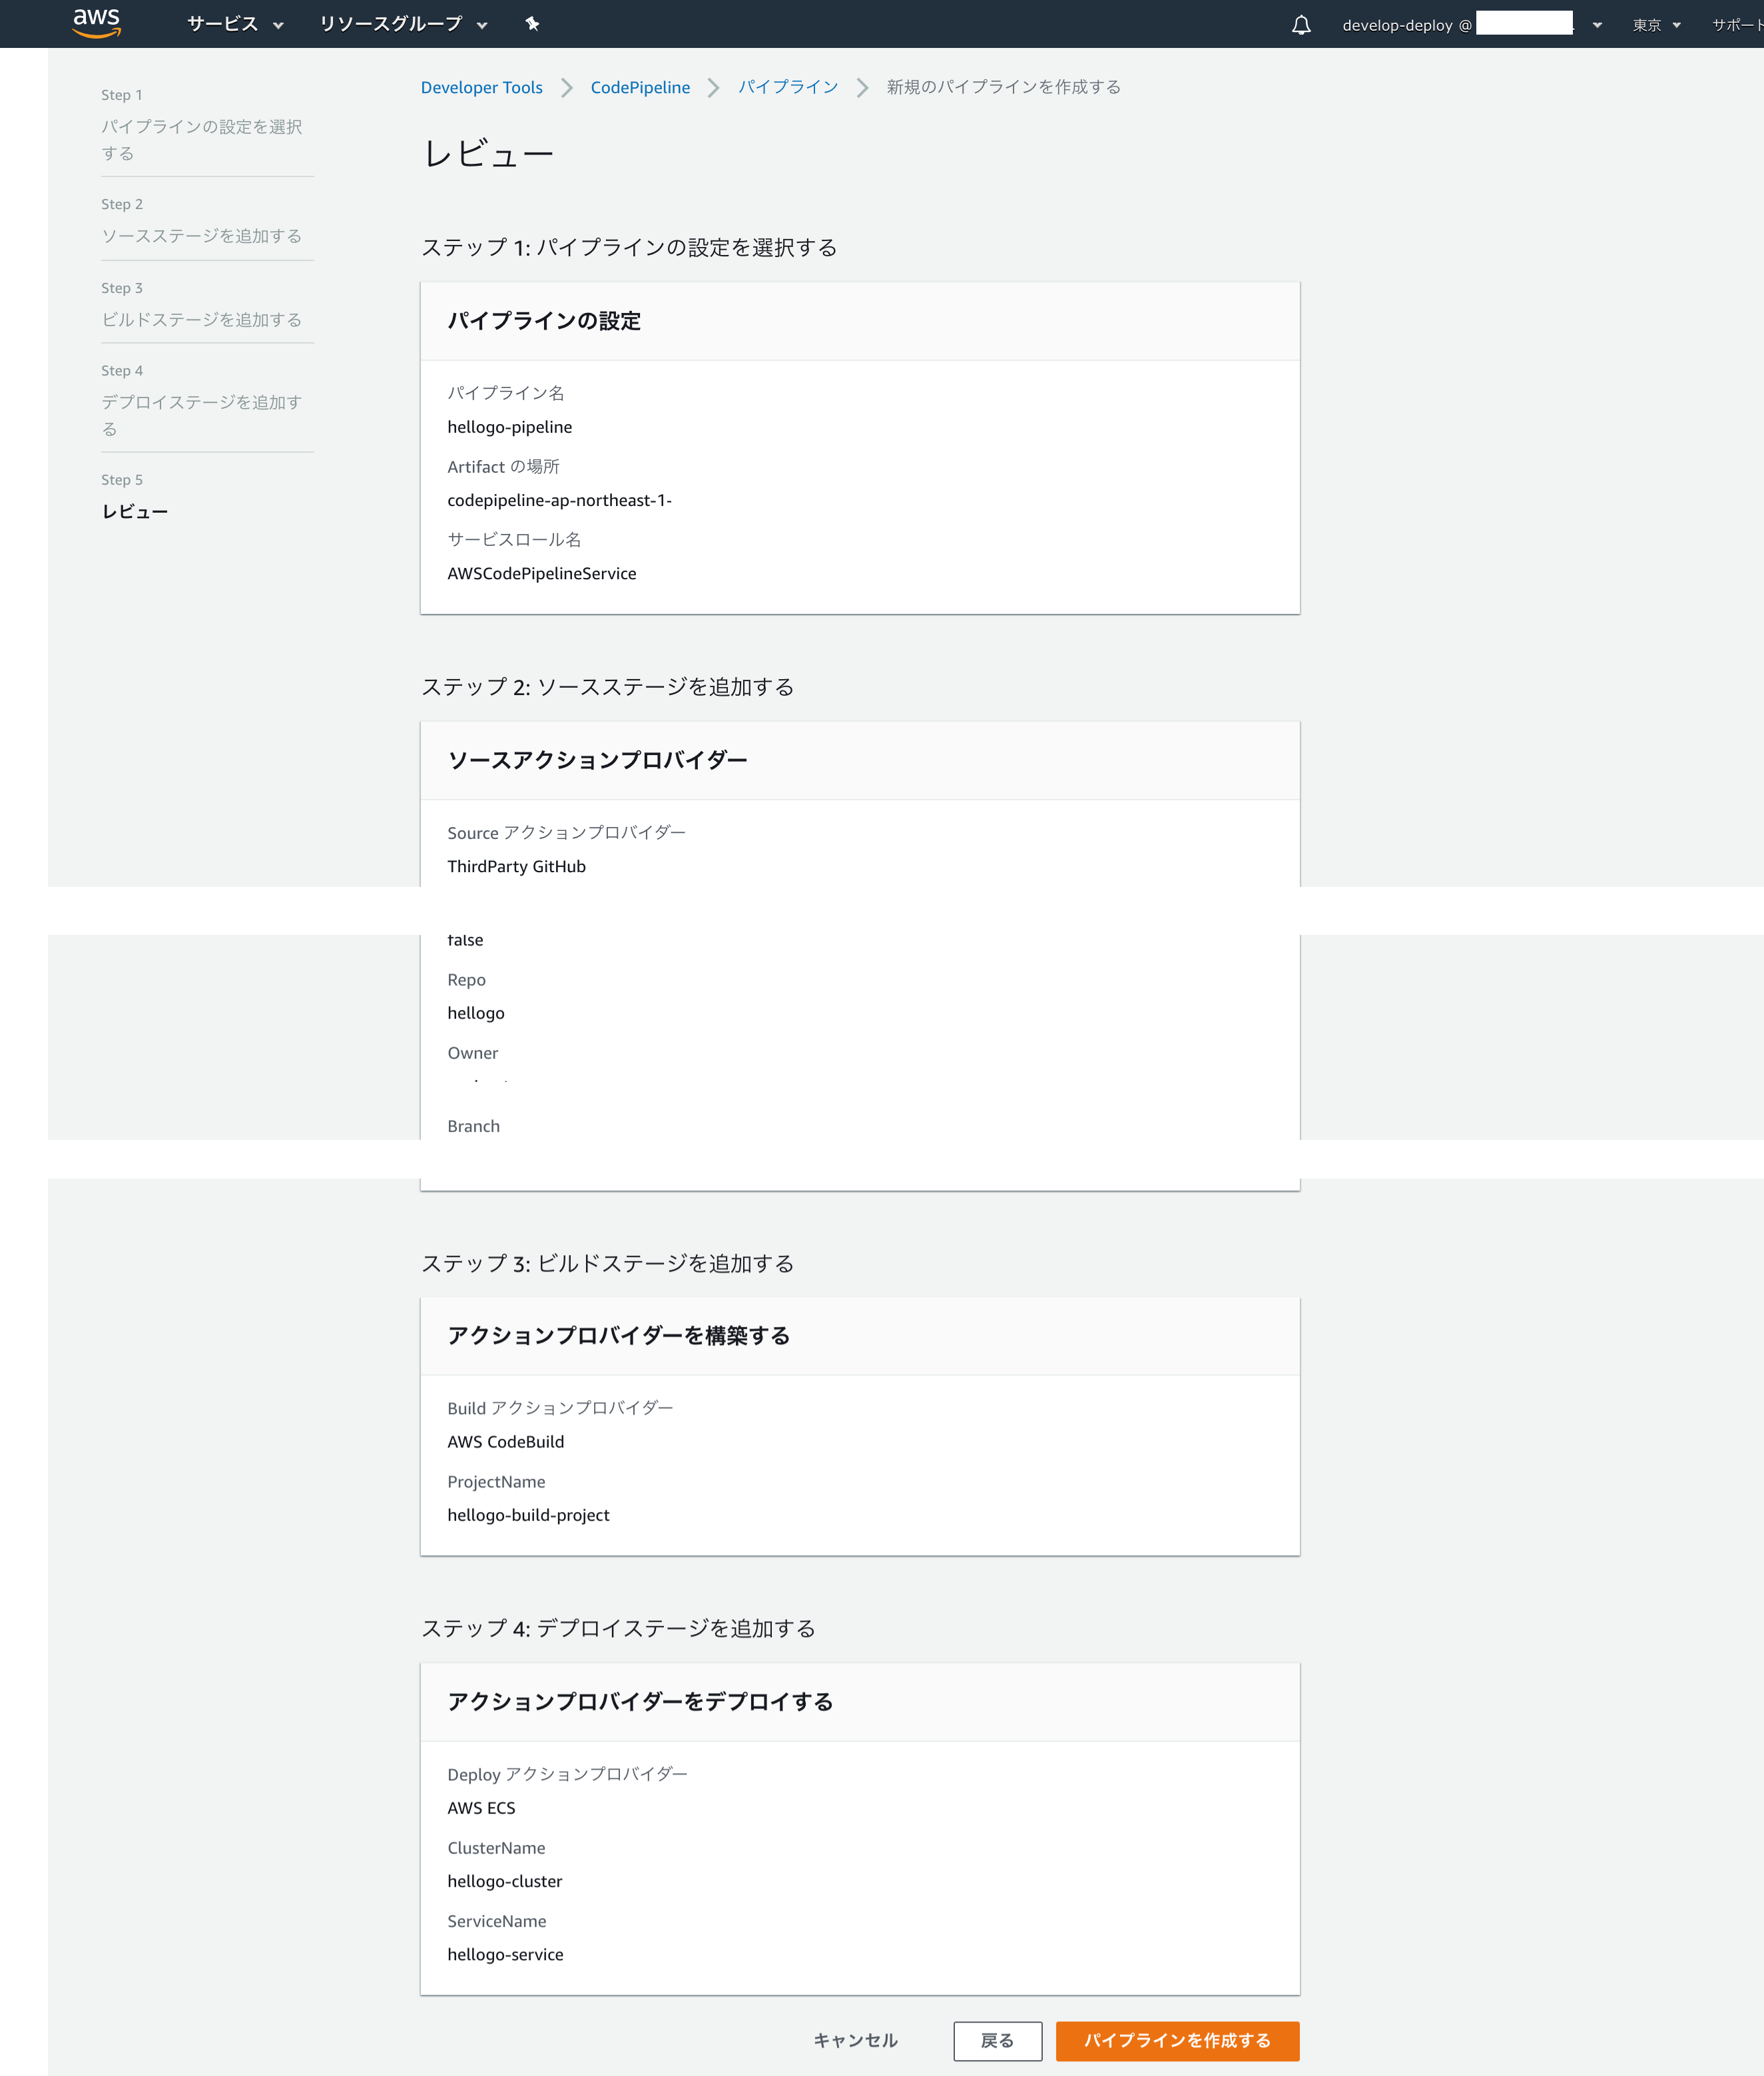 aws サービス リソースグループ develop-deploy @ 東京 サポート
Step 1
パイプラインの設定を選択
する
Step 2
ソースステージを追加する
Step 3
ビルドステージを追加する
Step 4
デプロイステージを追加す
る
Step 5
レビュー
Developer Tools CodePipeline パイプライン 新規のパイプラインを作成する
レビュー
ステップ 1: パイプラインの設定を選択する
パイプラインの設定
パイプライン名
hellogo-pipeline
Artifact の場所
codepipeline-ap-northeast-1-
サービスロール名
AWSCodePipelineService
ステップ 2: ソースステージを追加する
ソースアクションプロバイダー
Source アクションプロバイダー
ThirdParty GitHub
false
Repo
hellogo
Owner
Branch
ステップ 3: ビルドステージを追加する
アクションプロバイダーを構築する
Build アクションプロバイダー
AWS CodeBuild
ProjectName
hellogo-build-project
ステップ 4: デプロイステージを追加する
アクションプロバイダーをデプロイする
Deploy アクションプロバイダー
AWS ECS
ClusterName
hellogo-cluster
ServiceName
hellogo-service
キャンセル 戻る パイプラインを作成する